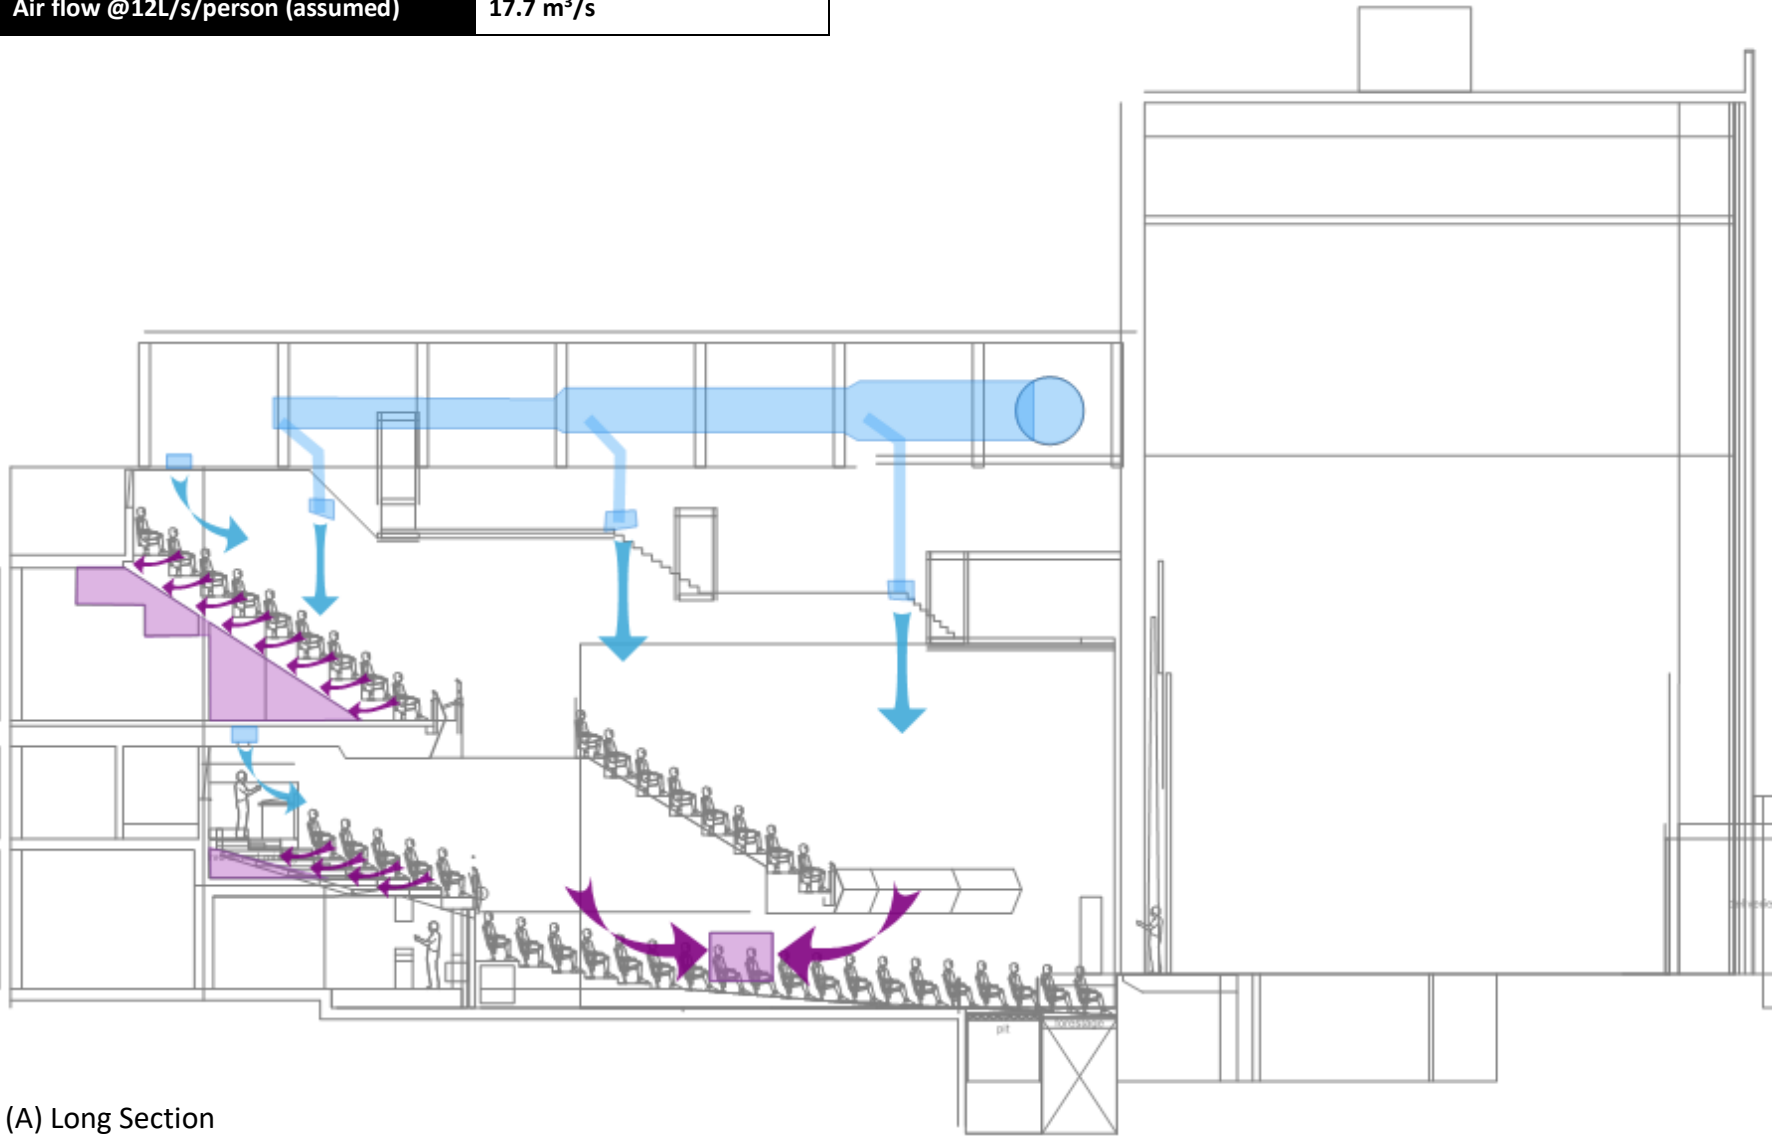 Air flow @12L/s/person (assumed) 17.7 m³/s
pit
(A) Long Section